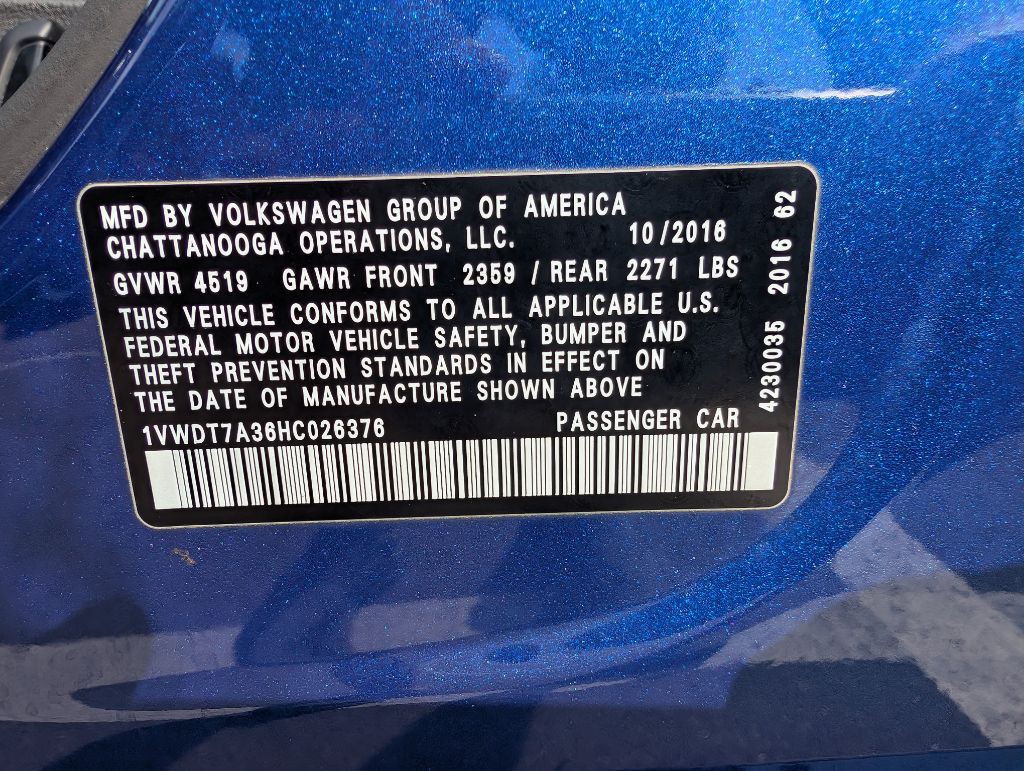 MFD BY VOLKSWAGEN GROUP OF AMERICA
CHATTANOOGA OPERATIONS, LLC. 10/2016
GVWR 4519 GAWR FRONT 2359 / REAR 2271 LBS
THIS VEHICLE CONFORMS TO ALL APPLICABLE U.S.
FEDERAL MOTOR VEHICLE SAFETY, BUMPER AND
THEFT PREVENTION STANDARDS IN EFFECT ON
THE DATE OF MANUFACTURE SHOWN ABOVE
1VWDT7A36HC026376 PASSENGER CAR
4230035 2016 62